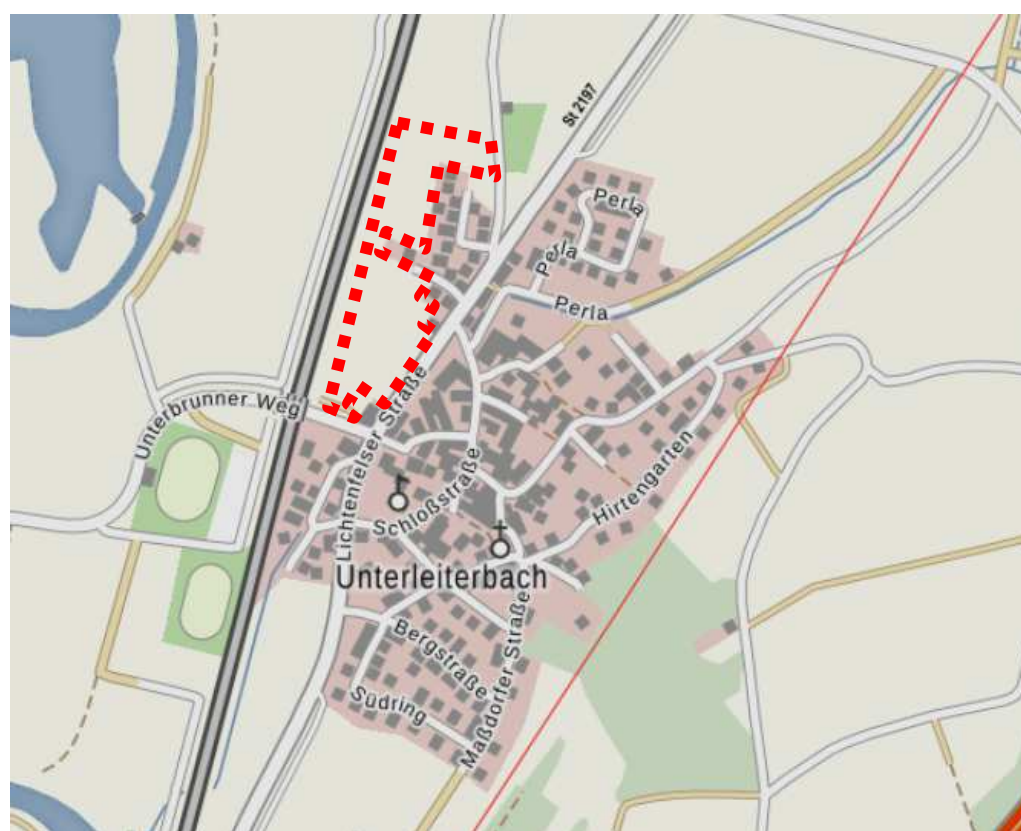 St 2197
Perla
Perla
Perla
Unterbrunner Weg
Lichtenfelser Straße
Schloßstraße
Hirtengarten
Unterleiterbach
Bergstraße
Maßdorfer Straße
Südring